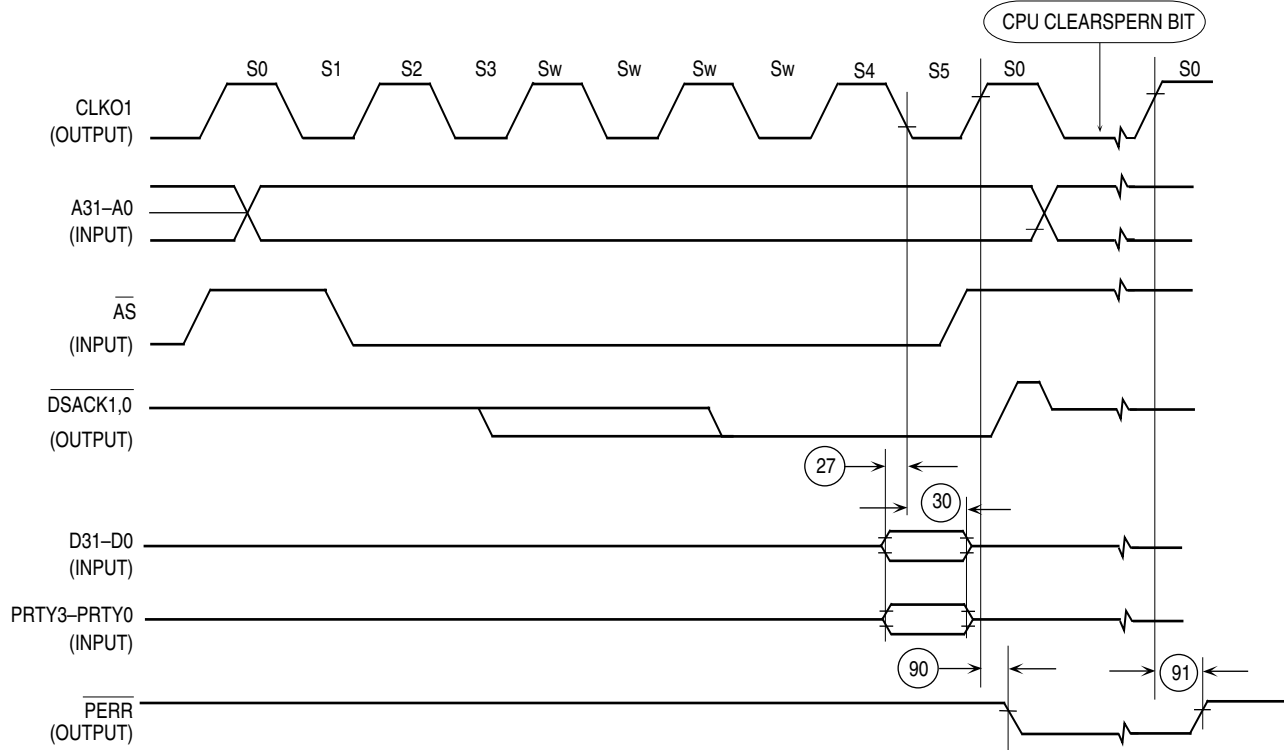 CPU CLEARSPERN BIT
S0 S1 S2 S3 Sw Sw Sw Sw S4 S5 S0 S0
CLKO1
(OUTPUT)
A31–A0
(INPUT)
AS
(INPUT)
DSACK1,0
(OUTPUT)
27
30
D31–D0
(INPUT)
PRTY3–PRTY0
(INPUT)
90
91
PERR
(OUTPUT)